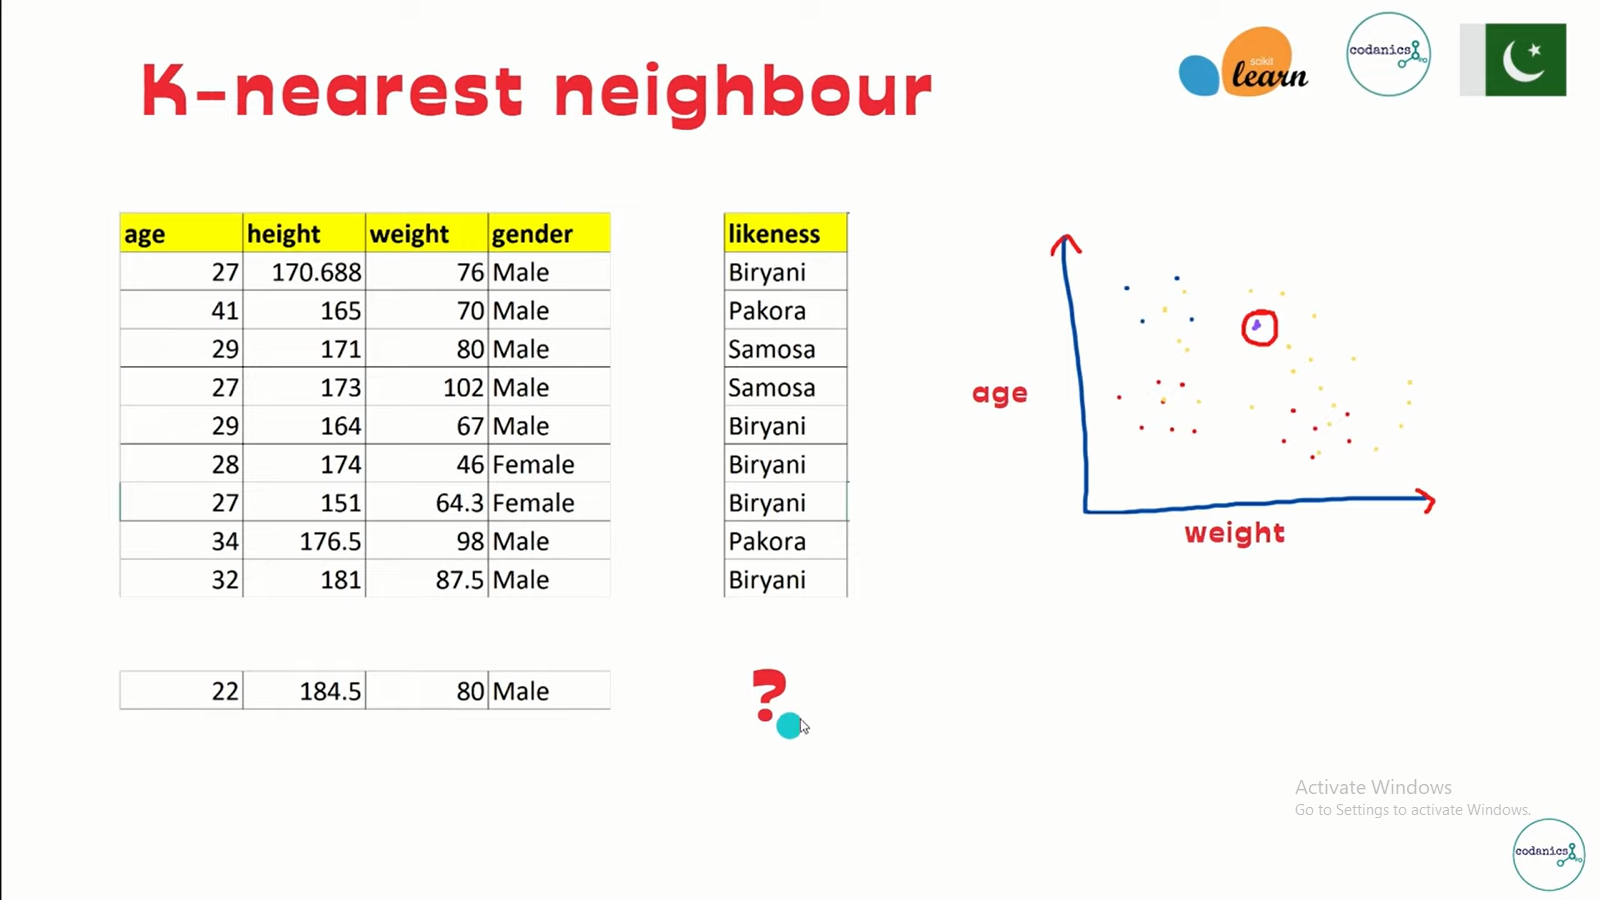 K-nearest neighbour
scikit
learn
codanics
age height weight gender likeness
27 170.688 76 Male Biryani
41 165 70 Male Pakora
29 171 80 Male Samosa
27 173 102 Male Samosa
29 164 67 Male Biryani
28 174 46 Female Biryani
27 151 64.3 Female Biryani
34 176.5 98 Male Pakora
32 181 87.5 Male Biryani
22 184.5 80 Male ?
age
weight
Activate Windows
Go to Settings to activate Windows.
codanics